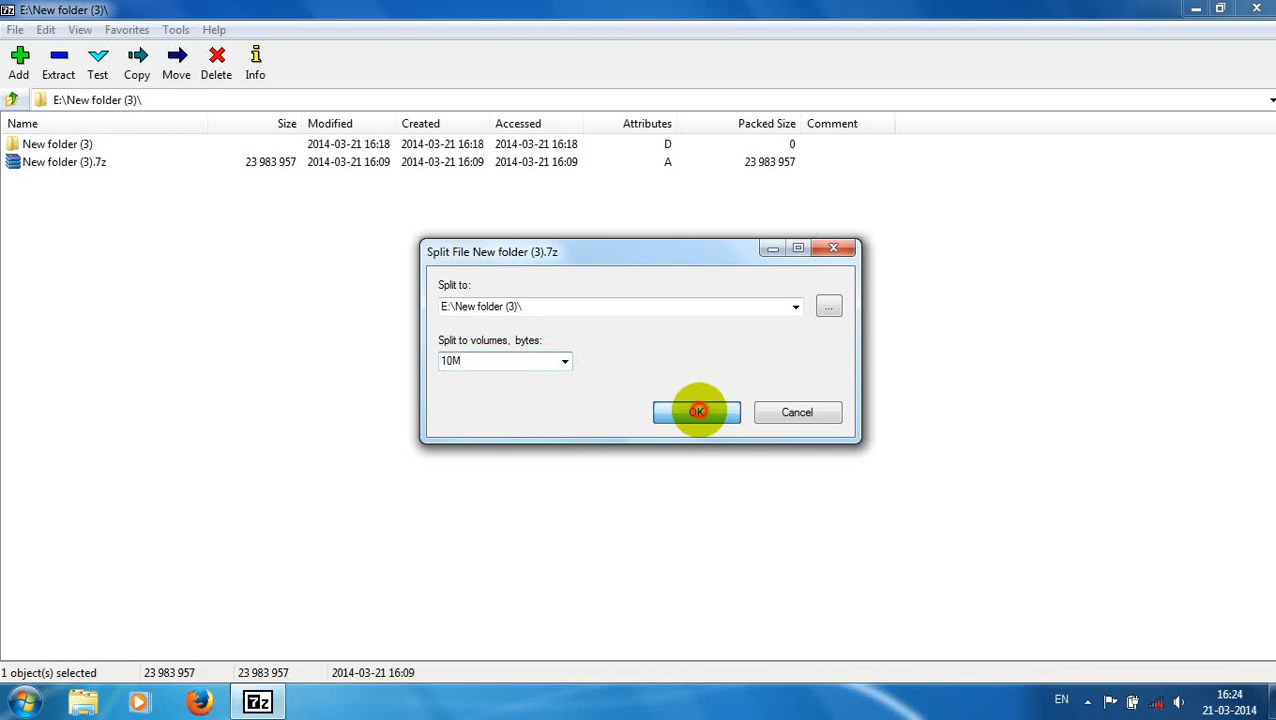 7z E:\New folder (3)\
File Edit View Favorites Tools Help
Add Extract Test Copy Move Delete Info
E:\New folder (3)\
Name Size Modified Created Accessed Attributes Packed Size Comment
New folder (3) 2014-03-21 16:18 2014-03-21 16:18 2014-03-21 16:18 D 0
New folder (3).7z 23 983 957 2014-03-21 16:09 2014-03-21 16:09 2014-03-21 16:09 A 23 983 957
Split File New folder (3).7z
Split to:
E:\New folder (3)\
...
Split to volumes, bytes:
10M
OK Cancel
1 object(s) selected 23 983 957 23 983 957 2014-03-21 16:09
7z EN 16:24
21-03-2014